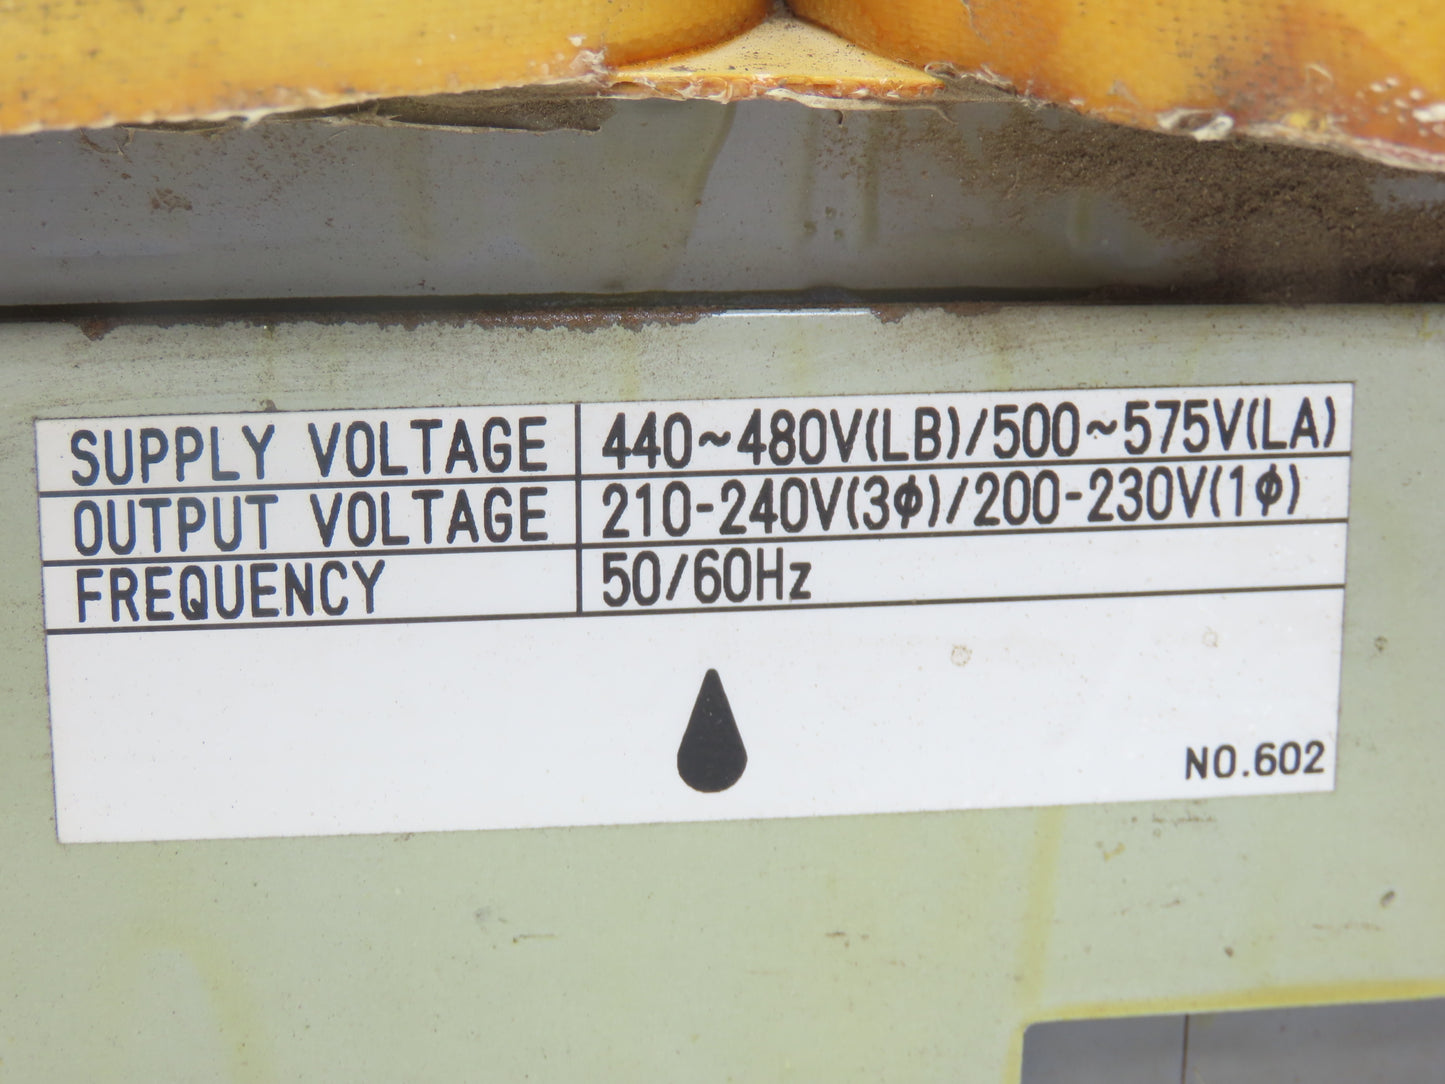 SUPPLY VOLTAGE 440~480V(LB)/500~575V(LA)
OUTPUT VOLTAGE 210-240V(3ϕ)/200-230V(1ϕ)
FREQUENCY 50/60Hz
NO.602